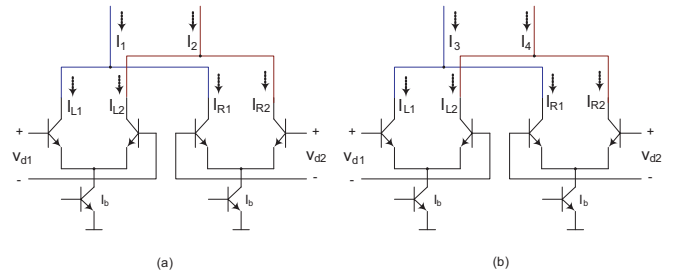 I1 I2 I3 I4
IL1 IL2 IR1 IR2 IL1 IL2 IR1 IR2
+ + + +
vd1 vd2 vd1 vd2
- - - -
Ib Ib Ib Ib
(a) (b)